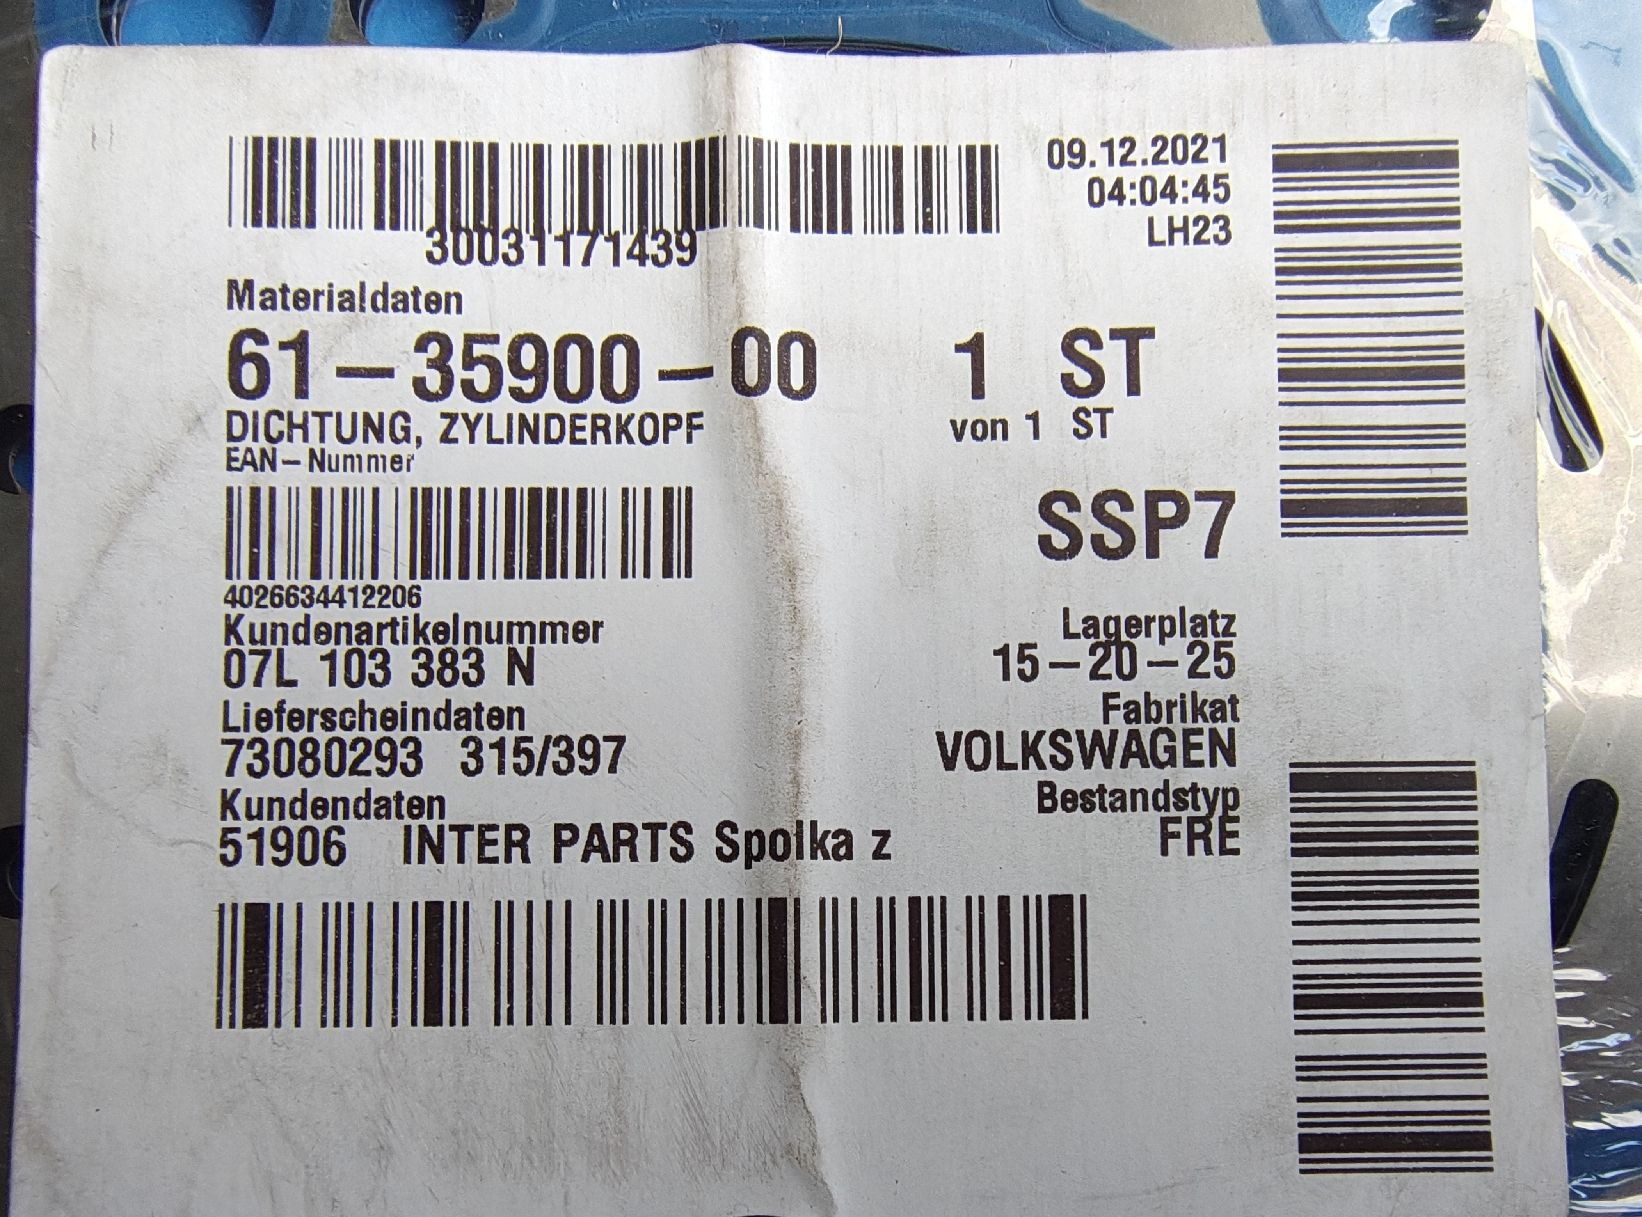 30031171439
09.12.2021
04:04:45
LH23
Materialdaten
61-35900-00 1 ST
DICHTUNG, ZYLINDERKOPF von 1 ST
EAN-Nummer
SSP7
4026634412206
Kundenartikelnummer
07L 103 383 N
Lagerplatz
15-20-25
Lieferscheindaten
73080293 315/397
Fabrikat
VOLKSWAGEN
Kundendaten
51906 INTER PARTS Spolka z
Bestandstyp
FRE